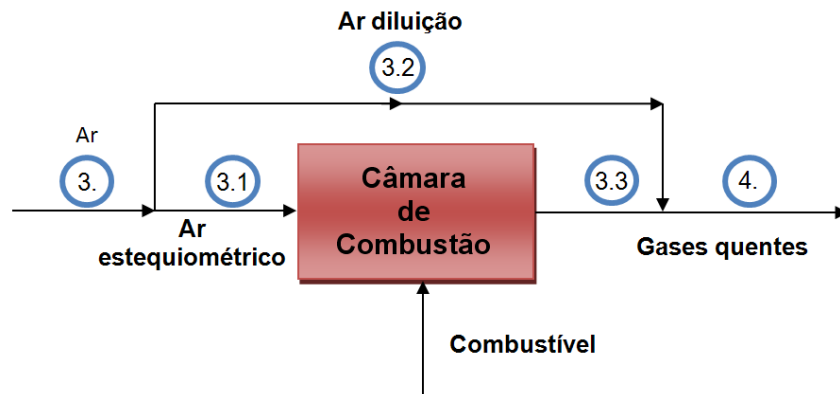 Ar diluição
3.2
Ar
3.
3.1
Ar
estequiométrico
Câmara
de
Combustão
3.3
4.
Gases quentes
Combustível